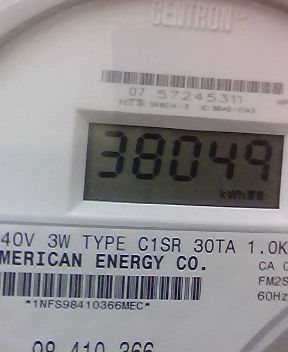 CENTRON®
07 57245311
38049
kWh
40V 3W TYPE C1SR 30TA 1.0K
MERICAN ENERGY CO.
CA 0
FM2S
60Hz
*1NFS98410366MEC*
98 410 366